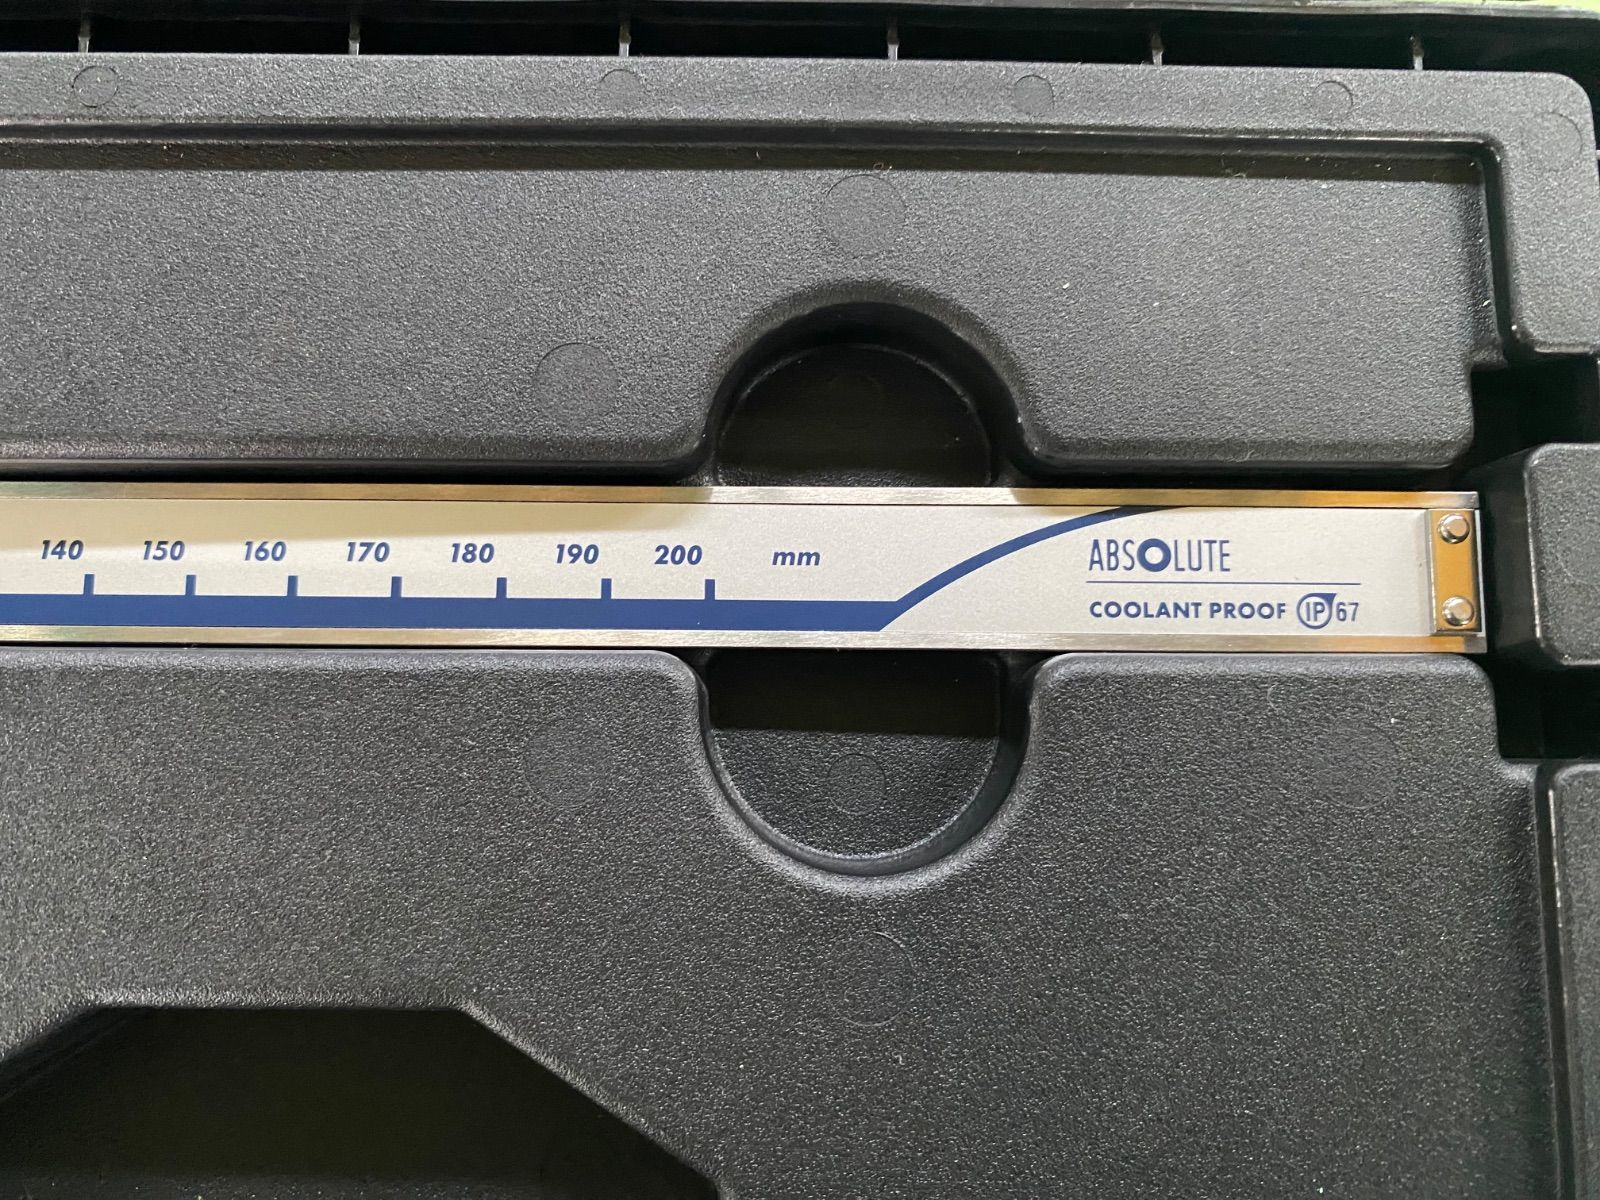 140 150 160 170 180 190 200 mm
ABSOLUTE
COOLANT PROOF IP67